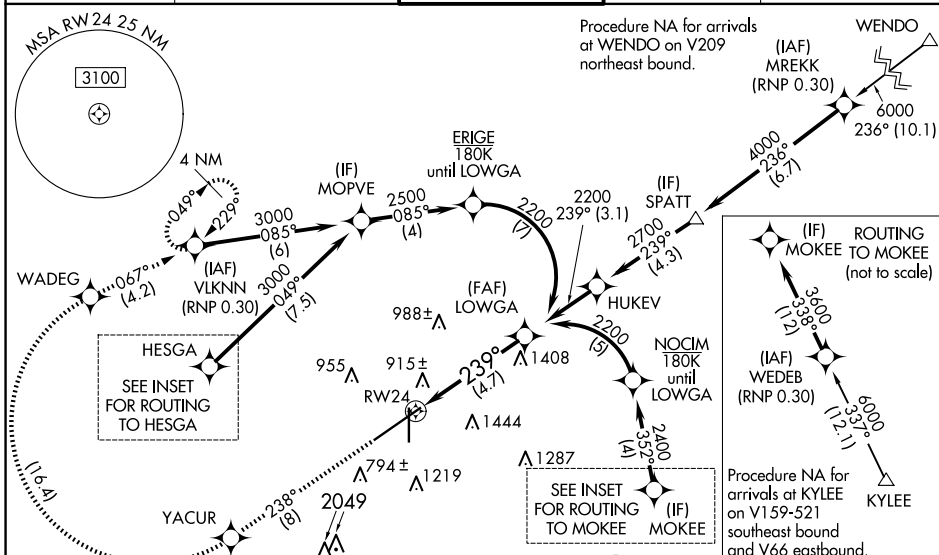 MSA RW 24 25 NM
3100
Procedure NA for arrivals
at WENDO on V209
northeast bound.
WENDO
(IAF)
MREKK
(RNP 0.30)
6000
236° (10.1)
4000
236°
(6.7)
ERIGE
180K
until LOWGA
4 NM
049°
229°
(IF)
MOPVE
2500
085°
(4)
3000
085°
(6)
2200
(7)
2200
239° (3.1)
(IF)
SPATT
2700
239°
(4.3)
WADEG
067°
(4.2)
(IAF)
VLKNN
(RNP 0.30)
3000
049°
(7.5)
(FAF)
LOWGA
HUKEV
988±
2200
(5)
HESGA
SEE INSET
FOR ROUTING
TO HESGA
955
915±
RW24
239°
(4.7)
1408
NOCIM
180K
until
LOWGA
1444
794±
1219
1287
2400
352°
(4)
(16.4)
YACUR
238°
(8)
2049
SEE INSET
FOR ROUTING
TO MOKEE
(IF)
MOKEE
(IF)
MOKEE
ROUTING
TO MOKEE
(not to scale)
3600
338°
(12)
(IAF)
WEDEB
(RNP 0.30)
6000
337°
(12.1)
KYLEE
Procedure NA for
arrivals at KYLEE
on V159-521
southeast bound
and V66 eastbound.